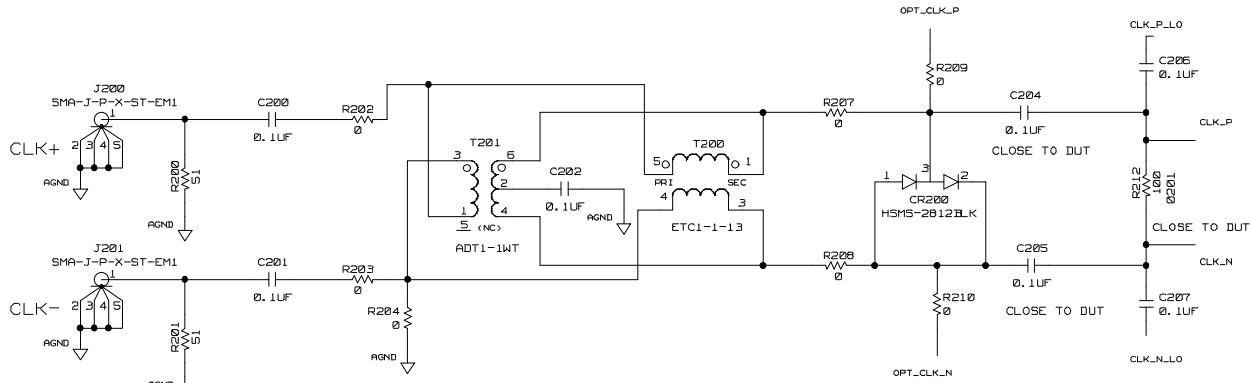 OPT_CLK_P
CLK_P_LO
C206
0.1UF
J200
SMA-J-P-X-ST-EM1
1
CLK+
2 3 4 5
AGND
R200
51
AGND
C200
0.1UF
R202
0
R209
0
R207
0
C204
0.1UF
CLOSE TO DUT
CLK_P
T201
3
6
2
1
4
5 (NC)
ADT1-1WT
C202
0.1UF
AGND
T200
5
1
PRI
SEC
4
3
ETC1-1-13
3
1
2
CR200
R212
100
0201
CLOSE TO DUT
J201
SMA-J-P-X-ST-EM1
1
CLK-
2 3 4 5
AGND
R201
51
C201
0.1UF
R203
0
R204
0
AGND
R208
0
C205
0.1UF
CLOSE TO DUT
CLK_N
R210
0
C207
0.1UF
OPT_CLK_N
CLK_N_LO